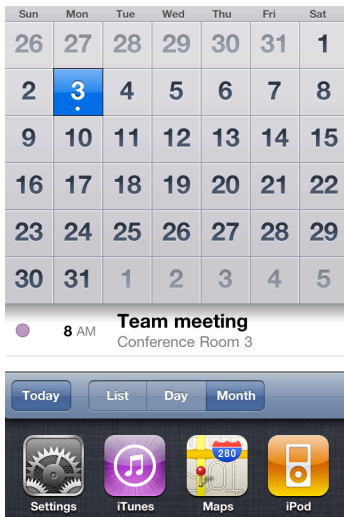 Sun Mon Tue Wed Thu Fri Sat
26 27 28 29 30 31 1
2 3 4 5 6 7 8
9 10 11 12 13 14 15
16 17 18 19 20 21 22
23 24 25 26 27 28 29
30 31 1 2 3 4 5
8 AM Team meeting
Conference Room 3
Today List Day Month
280
Settings iTunes Maps iPod